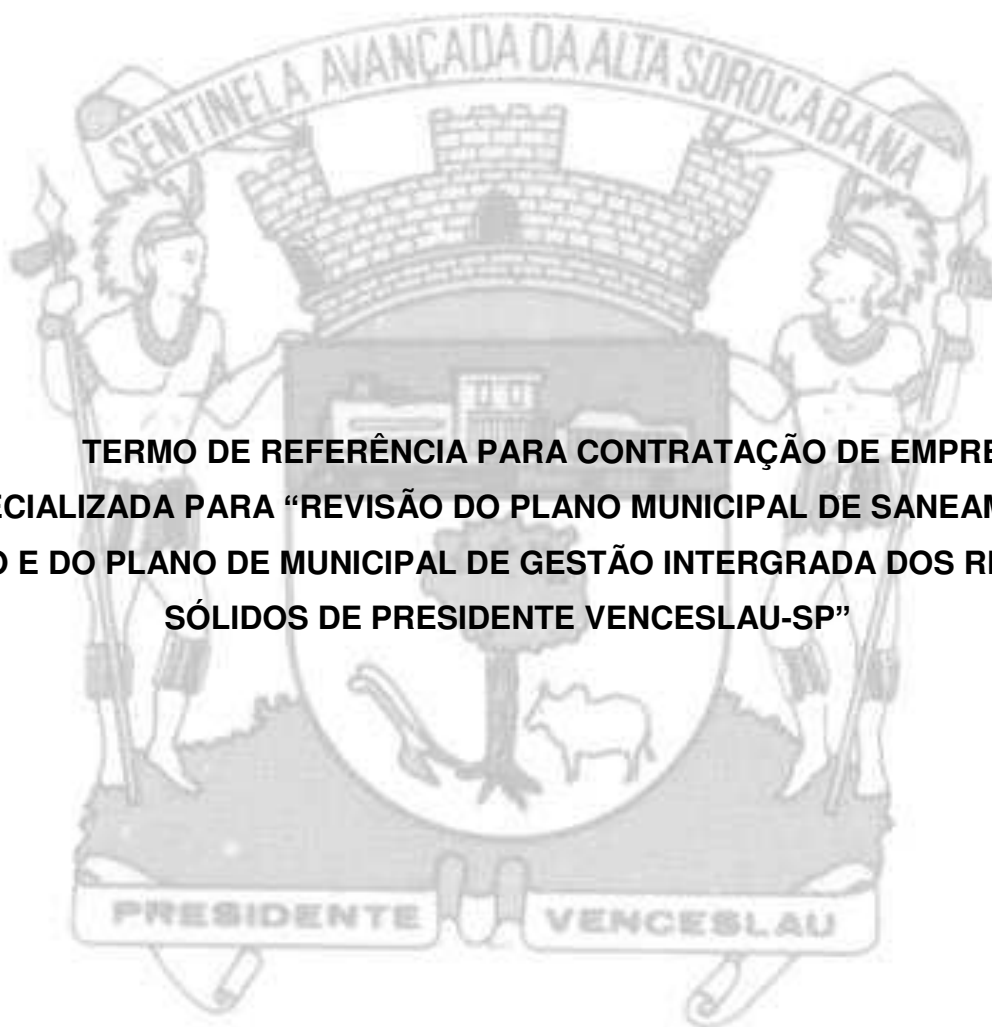 SENTINELA AVANÇADA DA ALTA SOROCABANA
TERMO DE REFERÊNCIA PARA CONTRATAÇÃO DE EMPRE
ECIALIZADA PARA “REVISÃO DO PLANO MUNICIPAL DE SANEAM
O E DO PLANO DE MUNICIPAL DE GESTÃO INTERGRADA DOS RE
SÓLIDOS DE PRESIDENTE VENCESLAU-SP”
PRESIDENTE VENCESLAU